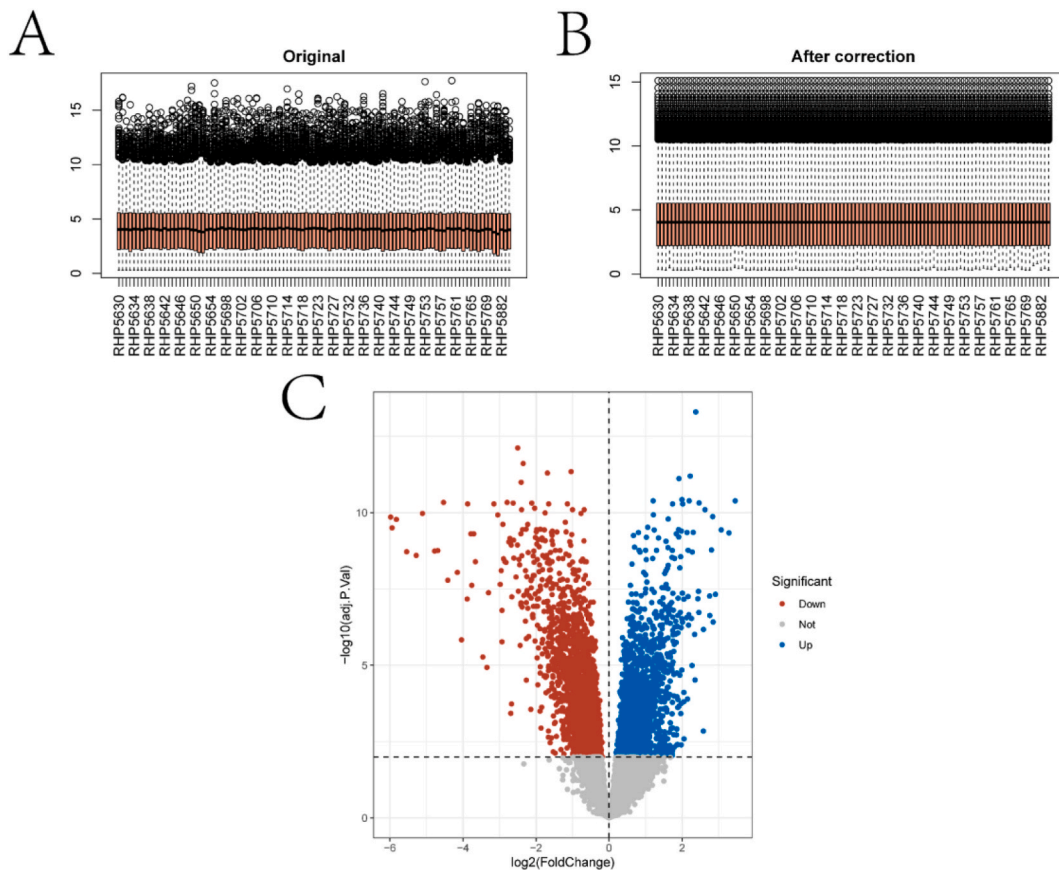 A
Original
15
10
5
0
RHP5630
RHP5634
RHP5638
RHP5642
RHP5646
RHP5650
RHP5654
RHP5698
RHP5702
RHP5706
RHP5710
RHP5714
RHP5718
RHP5723
RHP5727
RHP5732
RHP5736
RHP5740
RHP5744
RHP5749
RHP5753
RHP5757
RHP5761
RHP5765
RHP5769
RHP5882
B
After correction
15
10
5
0
RHP5630
RHP5634
RHP5642
RHP5646
RHP5650
RHP5654
RHP5698
RHP5702
RHP5706
RHP5710
RHP5714
RHP5718
RHP5723
RHP5727
RHP5732
RHP5736
RHP5740
RHP5744
RHP5749
RHP5753
RHP5757
RHP5761
RHP5765
RHP5769
RHP5882
C
−log10(adj.P.Val)
10
5
0
−6
−4
−2
0
2
log2(FoldChange)
Significant
Down
Not
Up